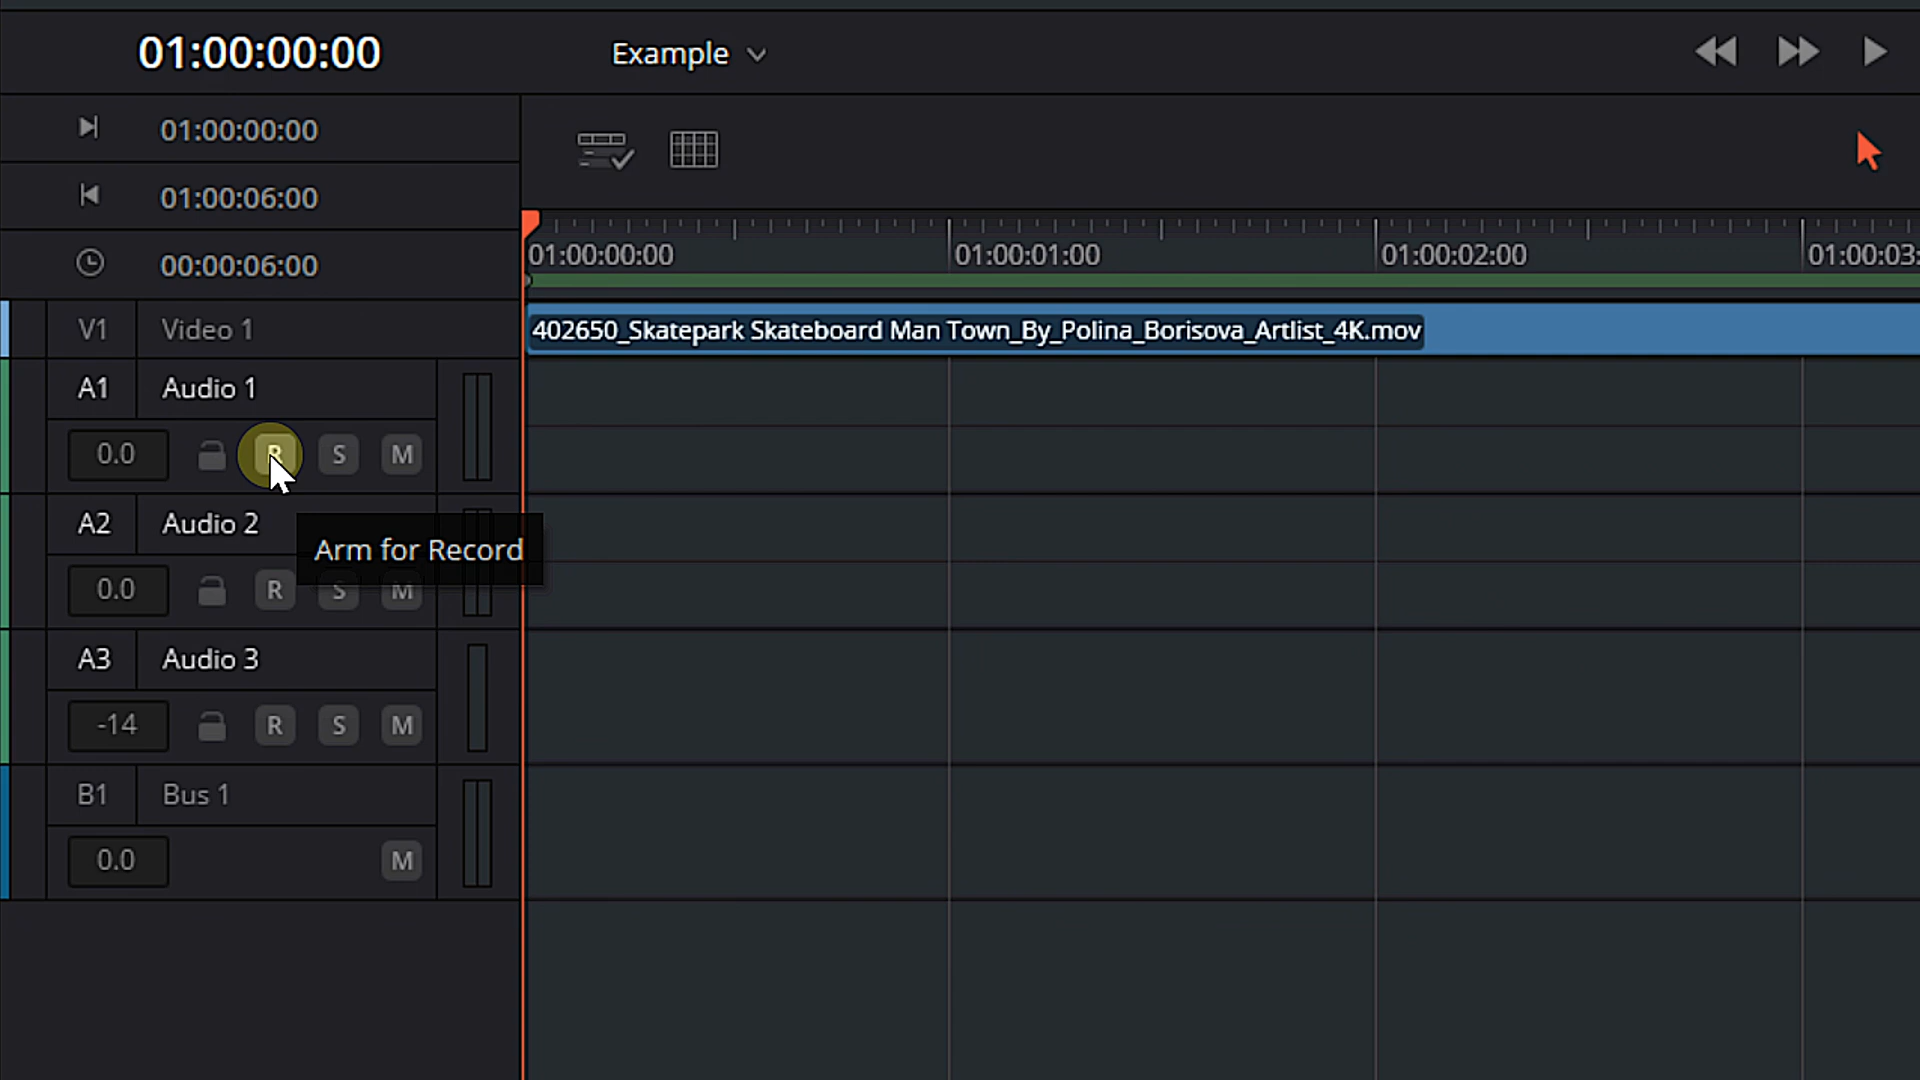 01:00:00:00
Example
01:00:00:00
01:00:06:00
00:00:06:00
01:00:00:00 01:00:01:00 01:00:02:00 01:00:03:
V1 Video 1
402650_Skatepark Skateboard Man Town_By_Polina_Borisova_Artlist_4K.mov
A1 Audio 1
0.0 R S M
A2 Audio 2
Arm for Record
0.0 R S M
A3 Audio 3
-14 R S M
B1 Bus 1
0.0 M